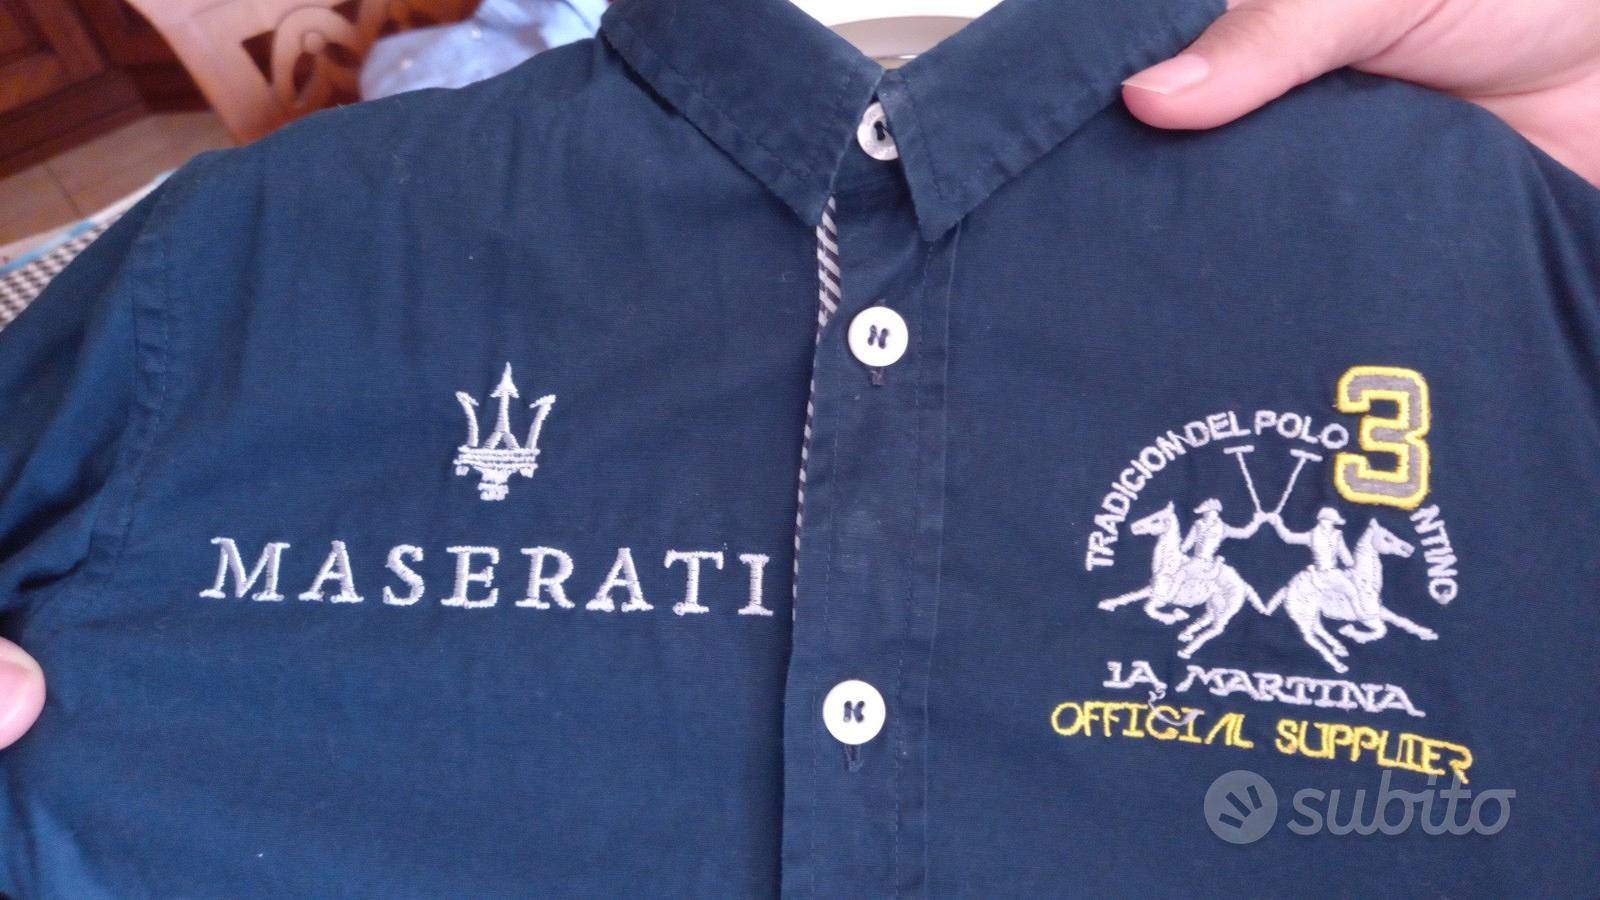 MASERATI
3
TRADICION DEL POLO NTINO
LA MARTINA
OFFICIAL SUPPLIER
subito